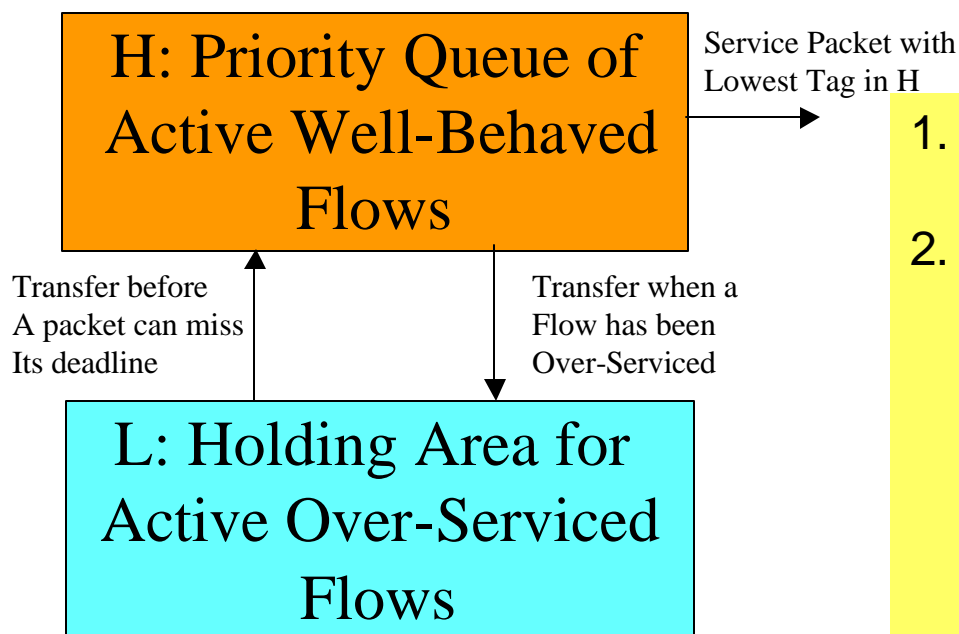 H: Priority Queue of
Active Well-Behaved
Flows
Service Packet with
Lowest Tag in H
1.
2.
Transfer before
A packet can miss
Its deadline
Transfer when a
Flow has been
Over-Serviced
L: Holding Area for
Active Over-Serviced
Flows